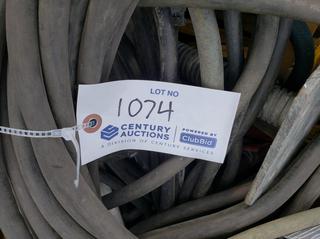 LOT NO
1074
CENTURY AUCTIONS
POWERED BY
ClubBid
A DIVISION OF CENTURY SERVICES